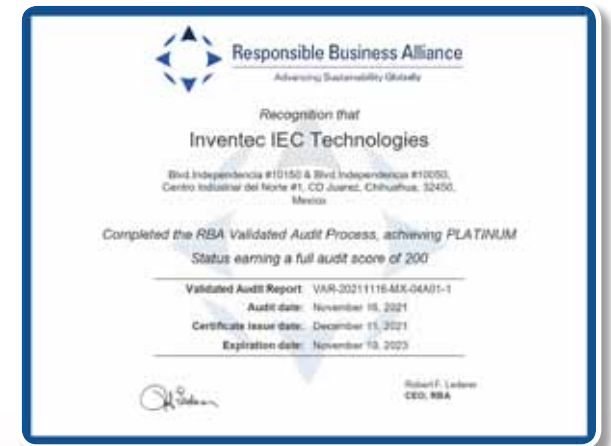 Responsible Business Alliance
Advancing Sustainability Globally
Recognition that
Inventec IEC Technologies
Blvd.Independencia #10150 & Blvd.Independencia #10050,
Centro Industrial del Norte #1, CD Juarez, Chihuahua, 32450,
Mexico
Completed the RBA Validated Audit Process, achieving PLATINUM
Status earning a full audit score of 200
Validated Audit Report: VAR-20211116-MX-04A01-1
Audit date: November 16, 2021
Certificate issue date: December 11, 2021
Expiration date: November 2023
Robert F. Lederer
CEO, RBA